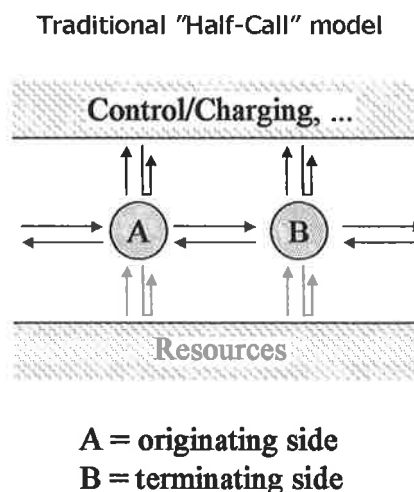 Traditional "Half-Call" model
Control/Charging, ...
A
B
Resources
A = originating side
B = terminating side